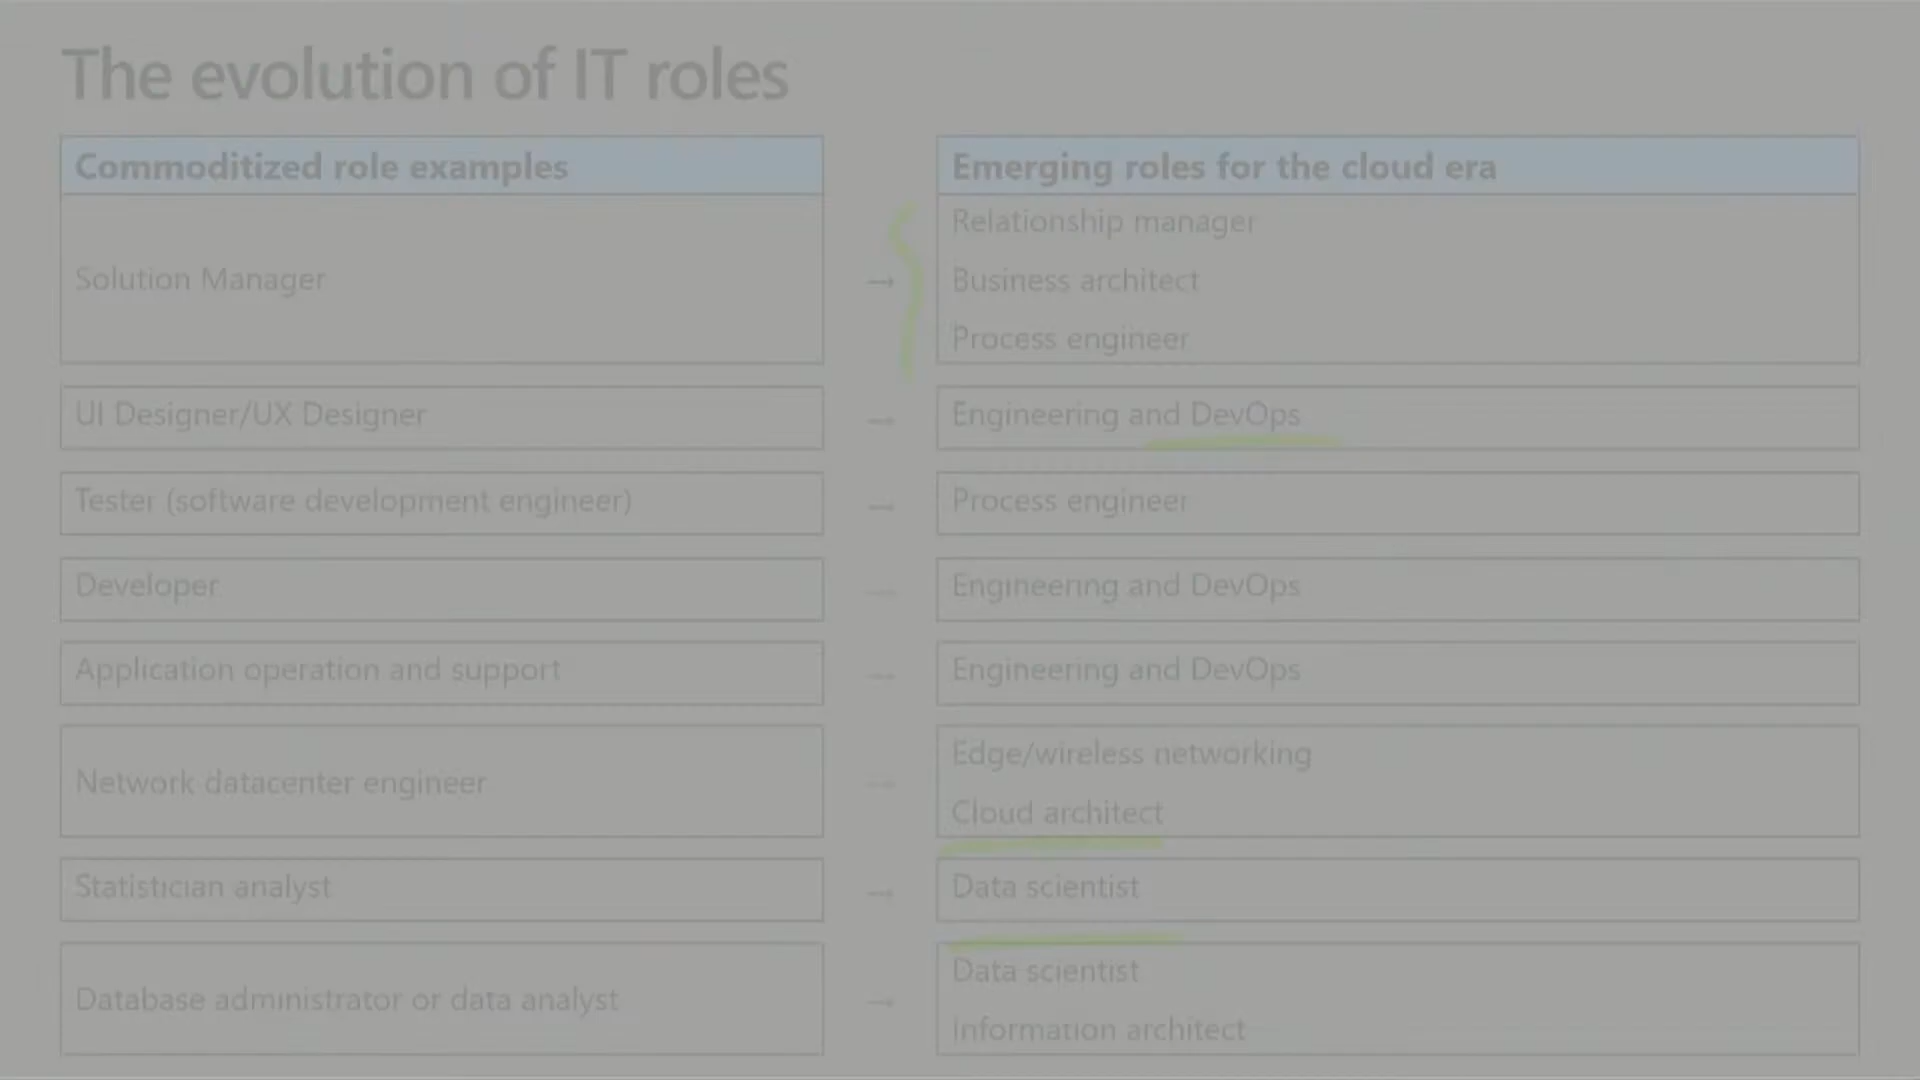 The evolution of IT roles
Commoditized role examples
Emerging roles for the cloud era
Solution Manager
→
Relationship manager
Business architect
Process engineer
UI Designer/UX Designer
→
Engineering and DevOps
Tester (software development engineer)
→
Process engineer
Developer
→
Engineering and DevOps
Application operation and support
→
Engineering and DevOps
Network datacenter engineer
→
Edge/wireless networking
Cloud architect
Statistician analyst
→
Data scientist
Database administrator or data analyst
→
Data scientist
Information architect